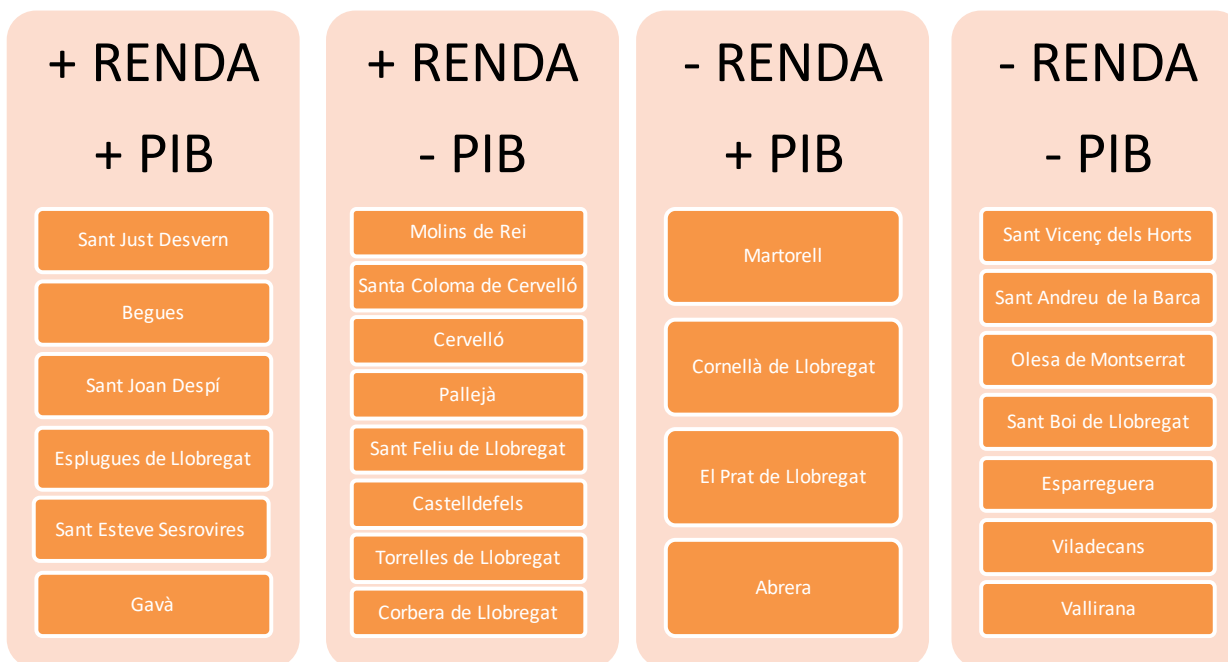 + RENDA
+ PIB
Sant Just Desvern
Begues
Sant Joan Despí
Esplugues de Llobregat
Sant Esteve Sesrovires
Gavà
+ RENDA
- PIB
Molins de Rei
Santa Coloma de Cervelló
Cervelló
Pallejà
Sant Feliu de Llobregat
Castelldefels
Torrelles de Llobregat
Corbera de Llobregat
- RENDA
+ PIB
Martorell
Cornellà de Llobregat
El Prat de Llobregat
Abrera
- RENDA
- PIB
Sant Vicenç dels Horts
Sant Andreu de la Barca
Olesa de Montserrat
Sant Boi de Llobregat
Esparreguera
Viladecans
Vallirana